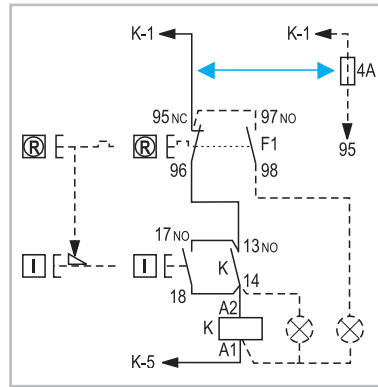 K-1 K-1
4A
95 NC 97 NO 95
R R F1
96 98
17 NO 13 NO
I I K
18 14
A2
K
A1
K-5